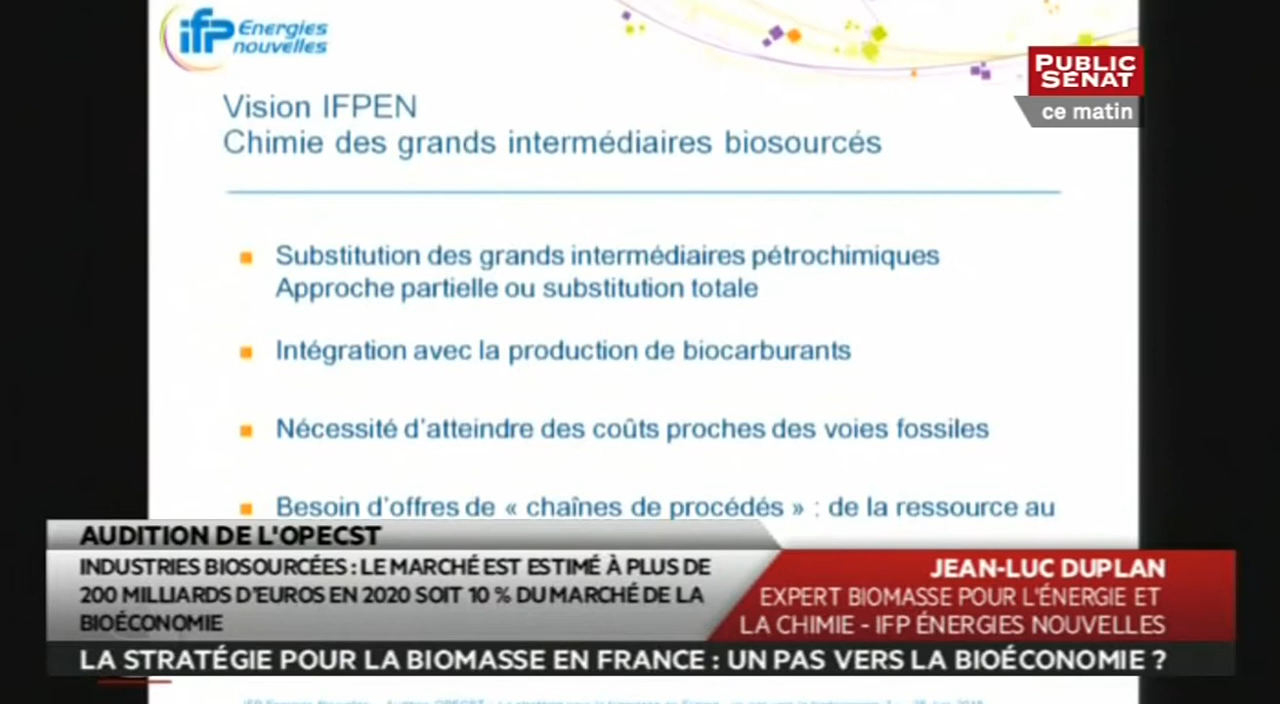 ifp Energies
nouvelles
PUBLIC
SÉNAT
ce matin
Vision IFPEN
Chimie des grands intermédiaires biosourcés
Substitution des grands intermédiaires pétrochimiques
Approche partielle ou substitution totale
Intégration avec la production de biocarburants
Nécessité d'atteindre des coûts proches des voies fossiles
Besoin d'offres de « chaînes de procédés » : de la ressource au
AUDITION DE L'OPECST
INDUSTRIES BIOSOURCÉES : LE MARCHÉ EST ESTIMÉ À PLUS DE
200 MILLIARDS D'EUROS EN 2020 SOIT 10 % DU MARCHÉ DE LA
BIOÉCONOMIE
JEAN-LUC DUPLAN
EXPERT BIOMASSE POUR L'ÉNERGIE ET
LA CHIMIE - IFP ÉNERGIES NOUVELLES
LA STRATÉGIE POUR LA BIOMASSE EN FRANCE : UN PAS VERS LA BIOÉCONOMIE ?